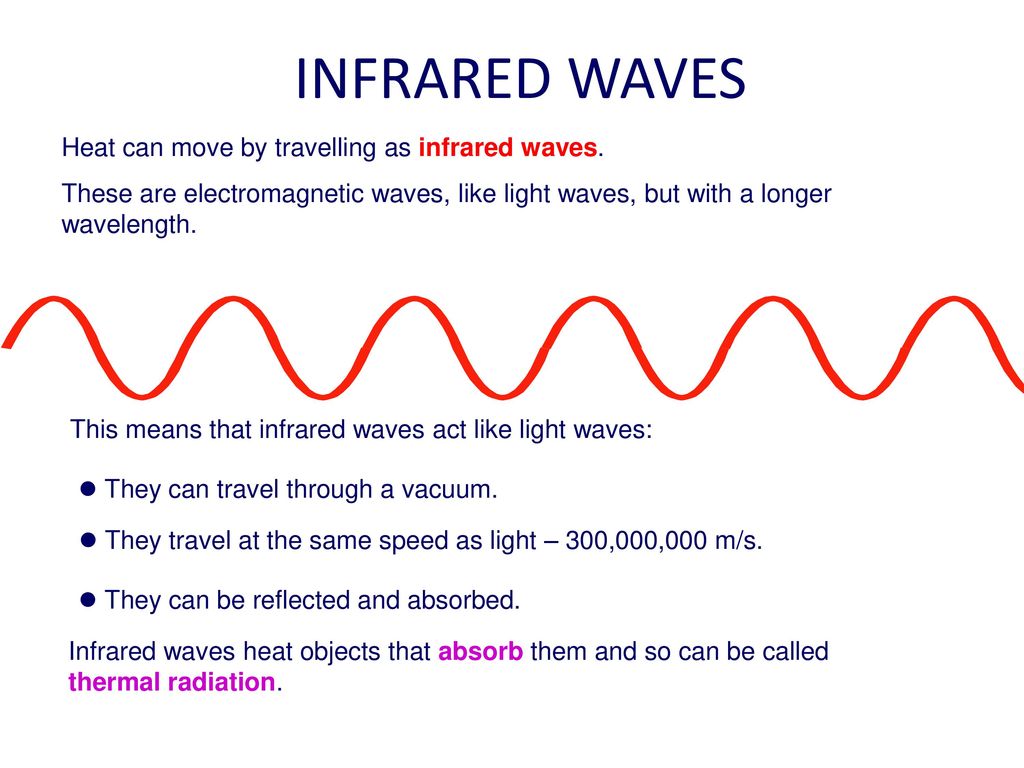 INFRARED WAVES
Heat can move by travelling as infrared waves.
These are electromagnetic waves, like light waves, but with a longer
wavelength.
This means that infrared waves act like light waves:
● They can travel through a vacuum.
● They travel at the same speed as light – 300,000,000 m/s.
● They can be reflected and absorbed.
Infrared waves heat objects that absorb them and so can be called
thermal radiation.